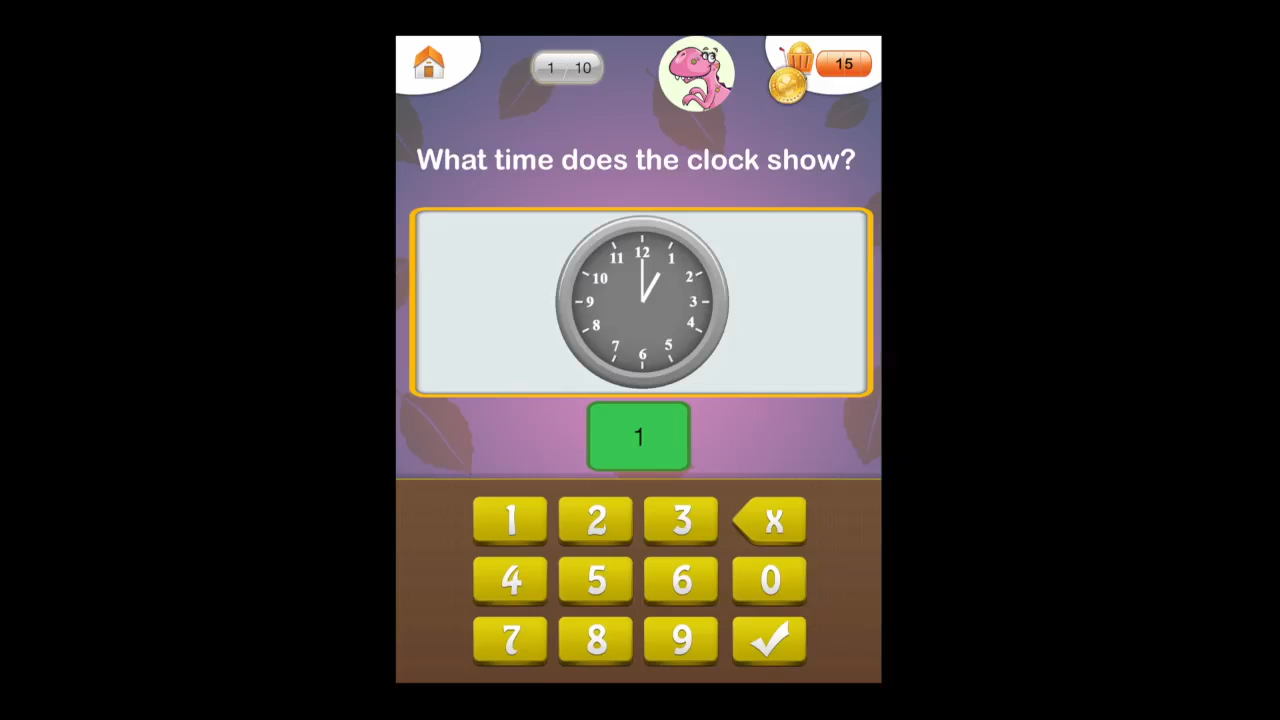 1 10
15
What time does the clock show?
12
11 1
10 2
9 3
8 4
7 5
6
1
1 2 3 x
4 5 6 0
7 8 9